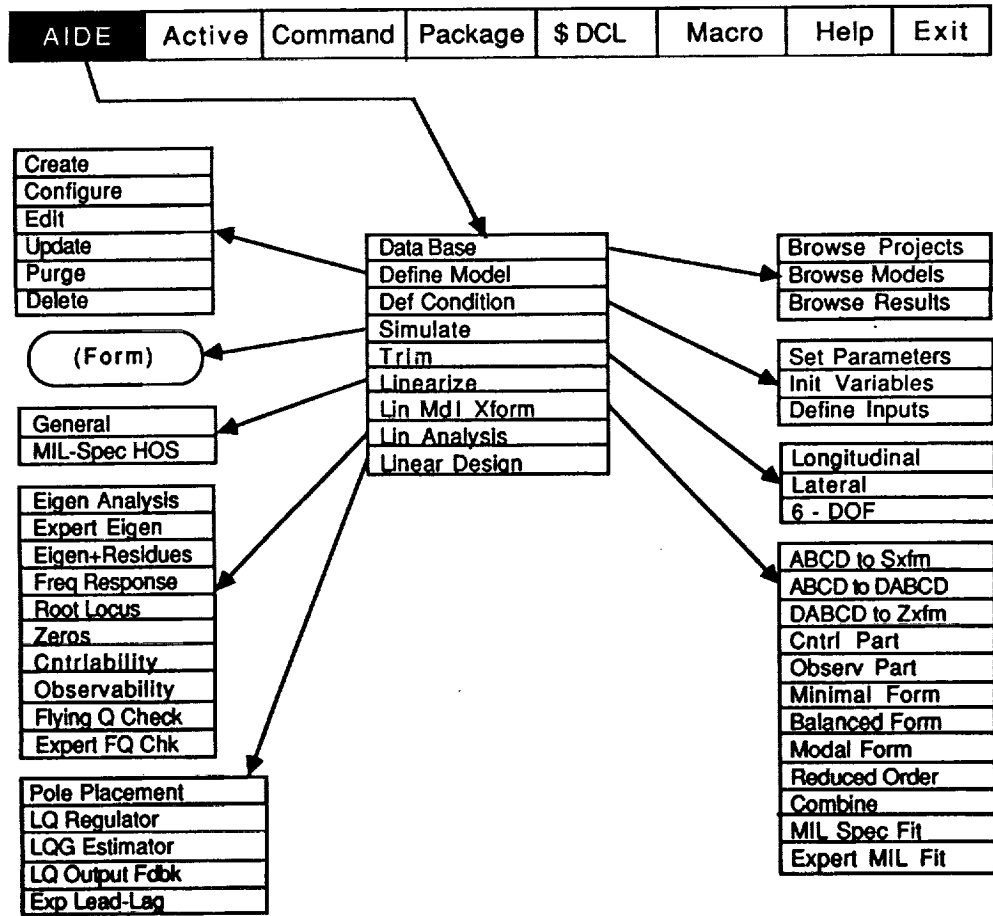 AIDE Active Command Package $ DCL Macro Help Exit
Create
Configure
Edit
Update
Purge
Delete
(Form)
General
MIL-Spec HOS
Eigen Analysis
Expert Eigen
Eigen+Residues
Freq Response
Root Locus
Zeros
Cntrlability
Observability
Flying Q Check
Expert FQ Chk
Pole Placement
LQ Regulator
LQG Estimator
LQ Output Fdbk
Exp Lead-Lag
Data Base
Define Model
Def Condition
Simulate
Trim
Linearize
Lin Mdl Xform
Lin Analysis
Linear Design
Browse Projects
Browse Models
Browse Results
Set Parameters
Init Variables
Define Inputs
Longitudinal
Lateral
6 - DOF
ABCD to Sxfm
ABCD to DABCD
DABCD to Zxfm
Cntrl Part
Observ Part
Minimal Form
Balanced Form
Modal Form
Reduced Order
Combine
MIL Spec Fit
Expert MIL Fit